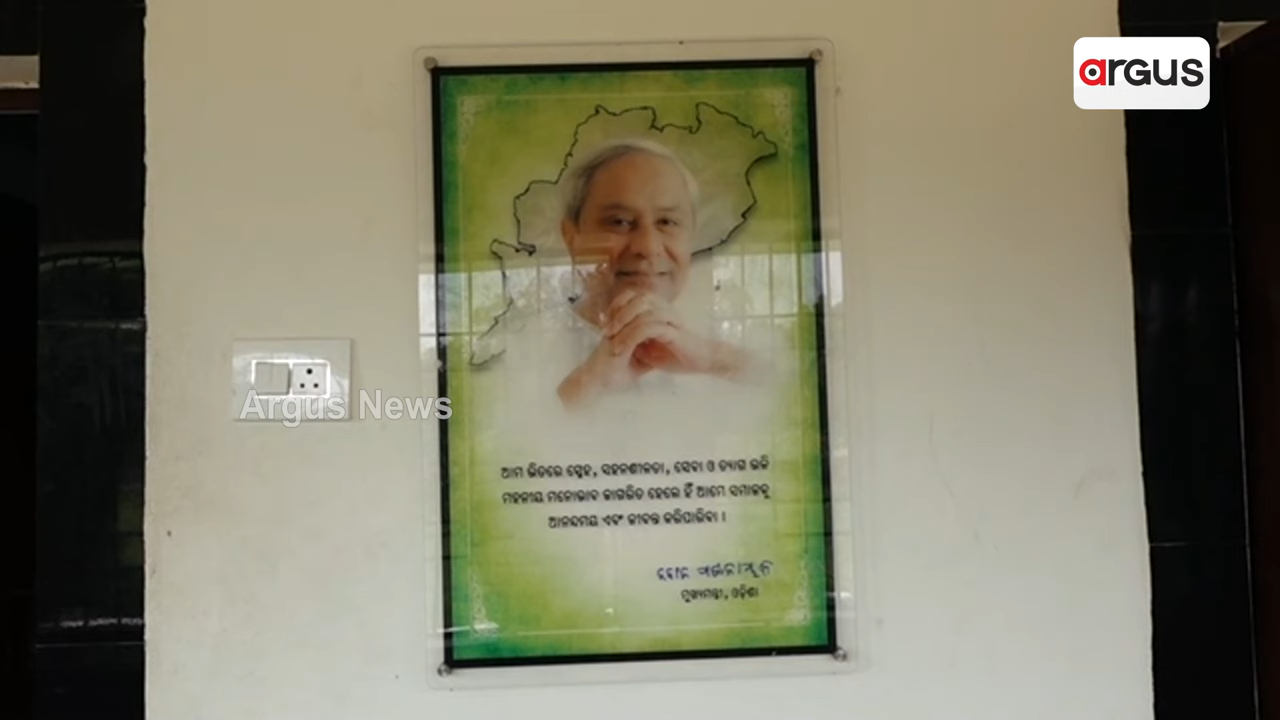 aRGUS
Argus News
ଆମ ଭିତରେ ସ୍ନେହ, ସହନଶୀଳତା, ସେବା ଓ ତ୍ୟାଗ ଭଳି
ମହନୀୟ ମନୋଭାବ ଜାଗରିତ ହେଲେ ହିଁ ଆମେ ସମାଜକୁ
ଆନନ୍ଦମୟ ଏବଂ ଜୀବନ୍ତ କରିପାରିବା ।
ନବୀନ ପଟ୍ଟନାୟକ
ମୁଖ୍ୟମନ୍ତ୍ରୀ, ଓଡ଼ିଶା